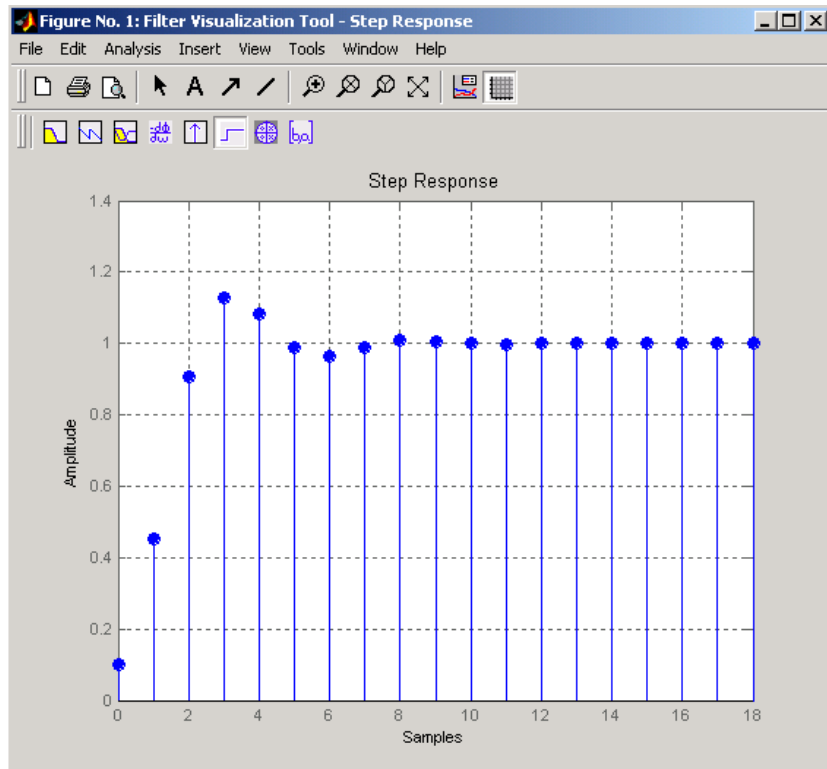 Figure No. 1: Filter Visualization Tool - Step Response
File Edit Analysis Insert View Tools Window Help
A
[b,a]
Step Response
1.4
1.2
1
0.8
0.6
0.4
0.2
0
Amplitude
0 2 4 6 8 10 12 14 16 18
Samples